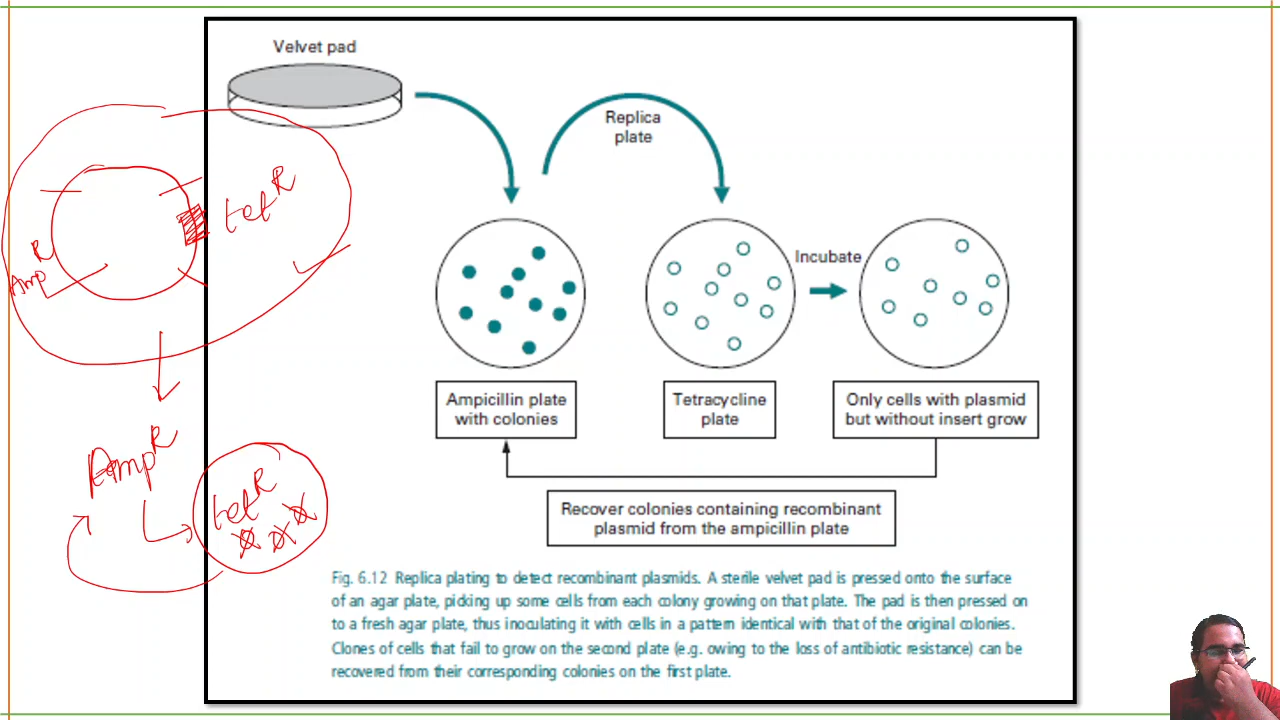 Velvet pad
Replica
plate
tet^R
Amp^R
Incubate
Ampicillin plate
with colonies
Tetracycline
plate
Only cells with plasmid
but without insert grow
Amp^R
tet^R
Recover colonies containing recombinant
plasmid from the ampicillin plate
Fig. 6.12 Replica plating to detect recombinant plasmids. A sterile velvet pad is pressed onto the surface
of an agar plate, picking up some cells from each colony growing on that plate. The pad is then pressed on
to a fresh agar plate, thus inoculating it with cells in a pattern identical with that of the original colonies.
Clones of cells that fail to grow on the second plate (e.g. owing to the loss of antibiotic resistance) can be
recovered from their corresponding colonies on the first plate.